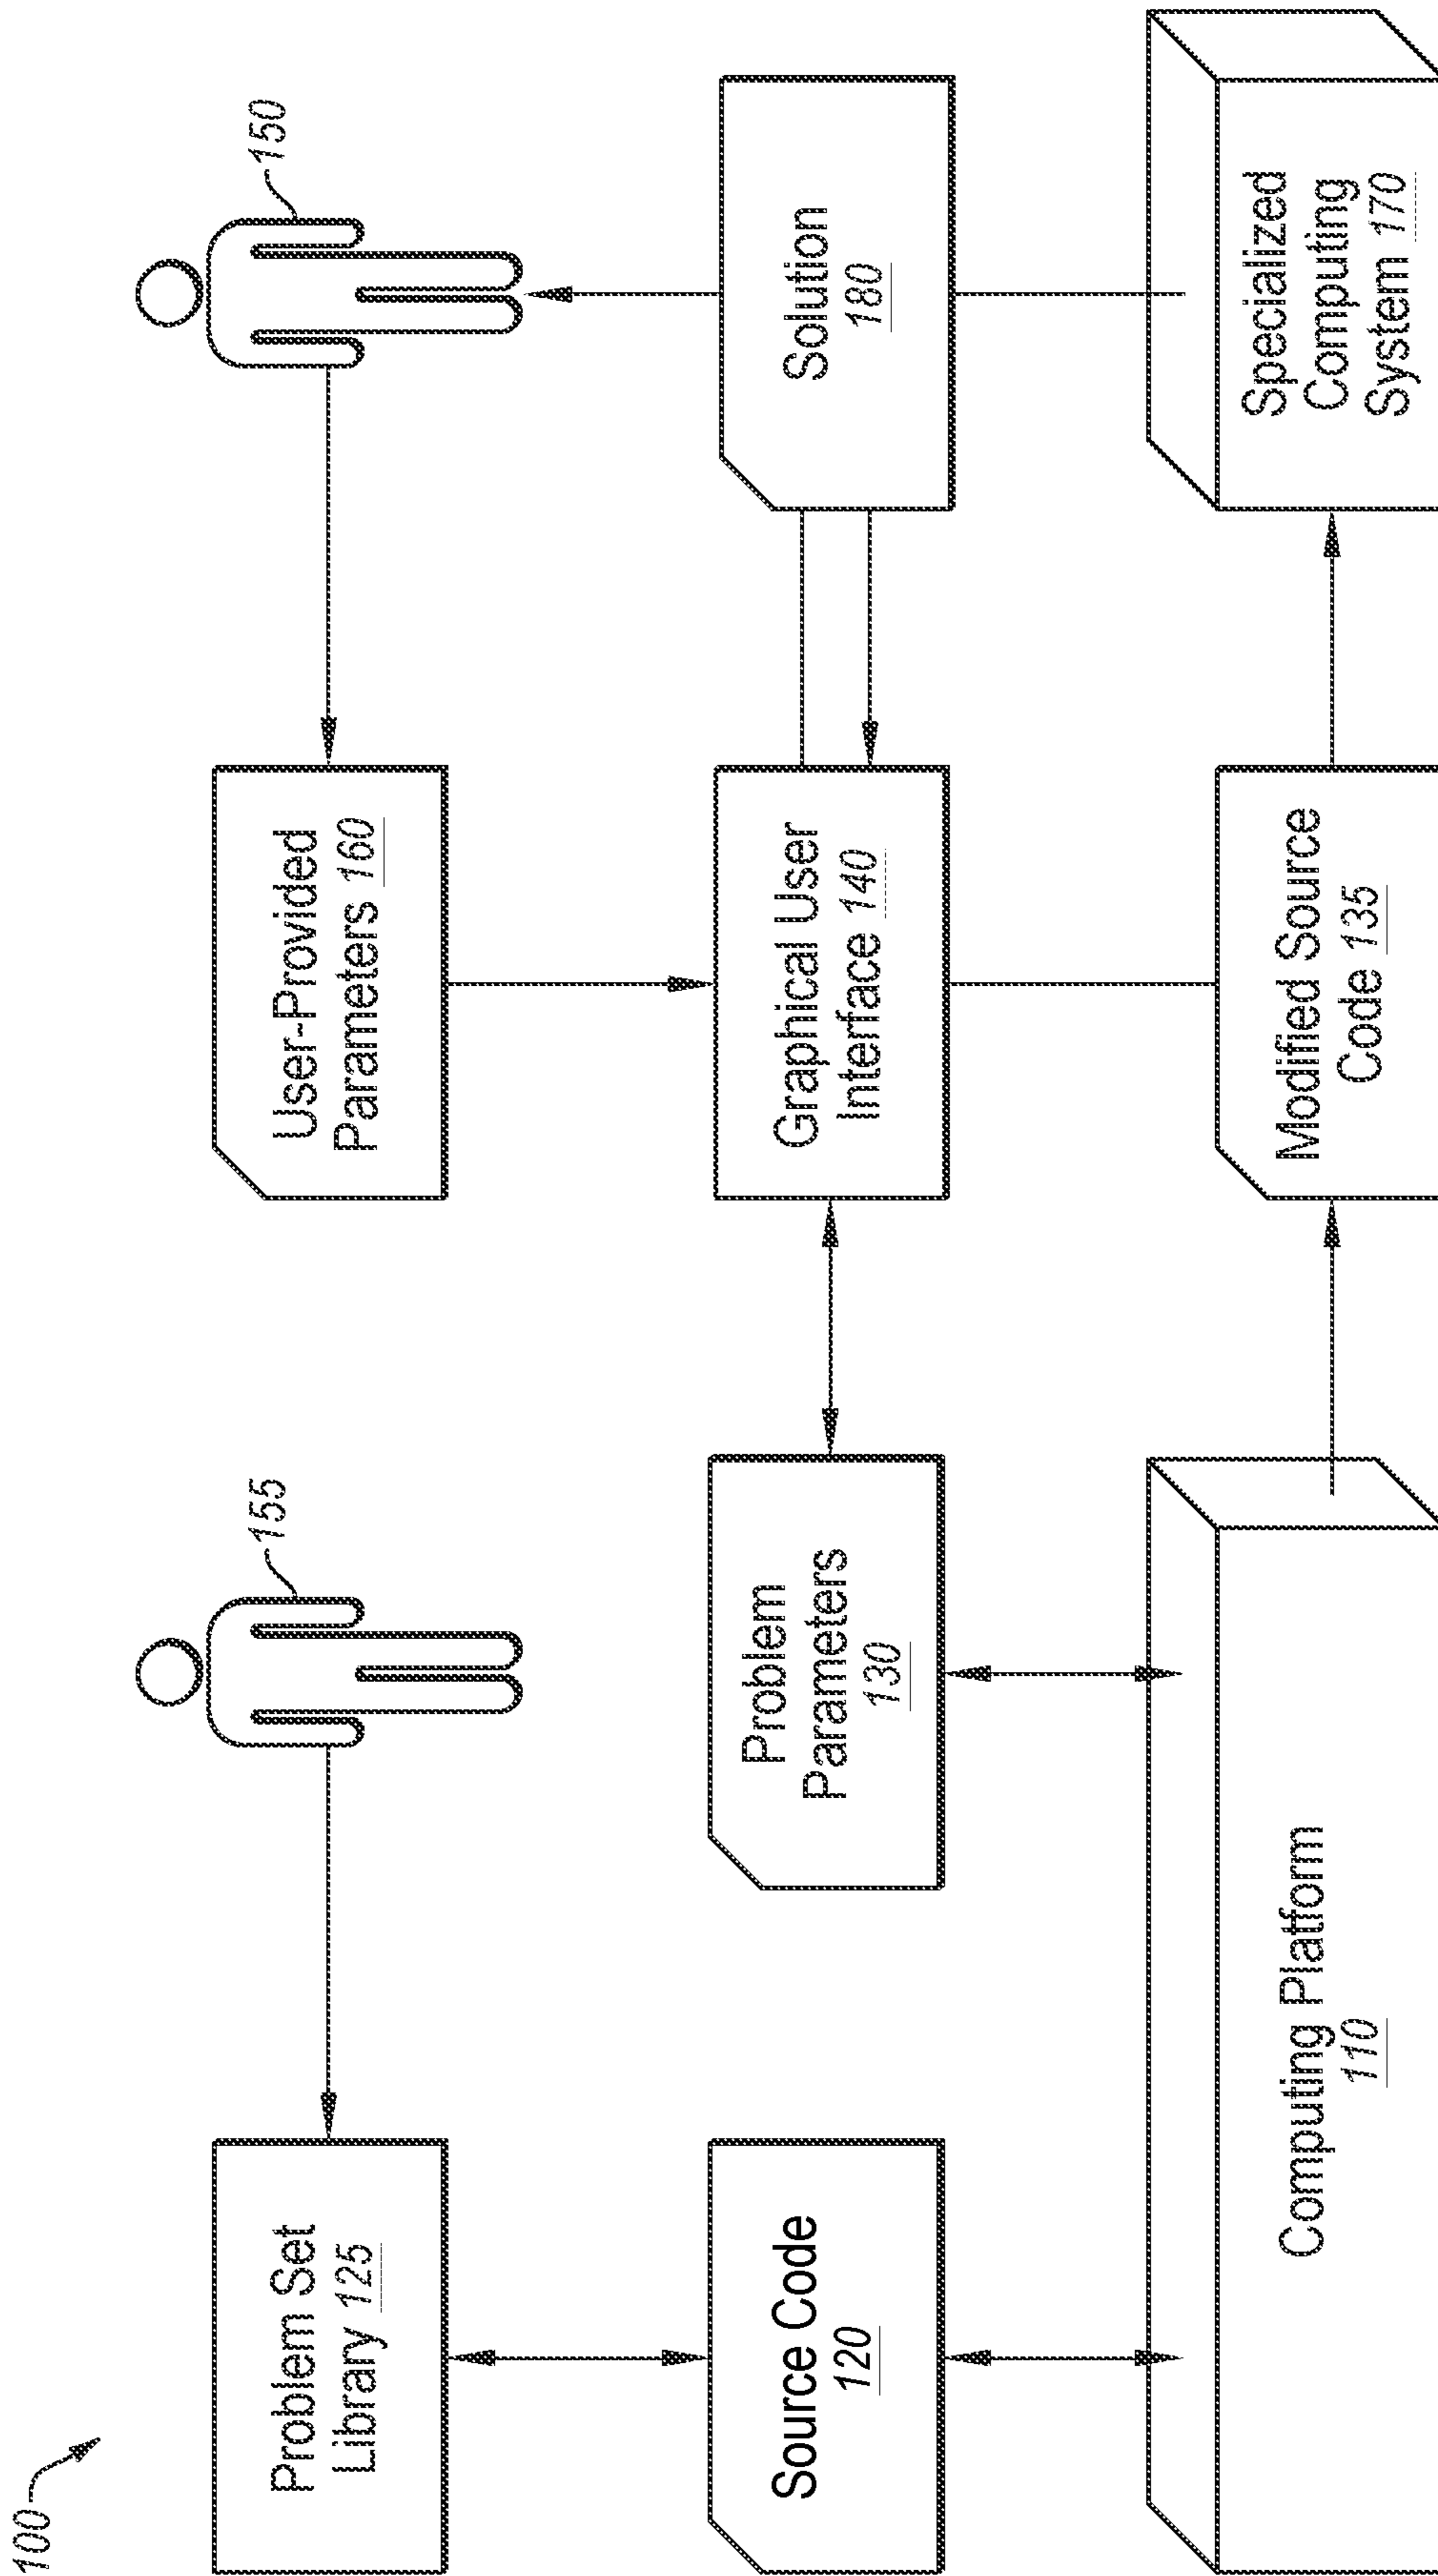 100
155
150
Problem Set
Library 125
User-Provided
Parameters 160
Source Code
120
Problem
Parameters
130
Graphical User
Interface 140
Solution
180
Computing Platform
110
Modified Source
Code 135
Specialized
Computing
System 170